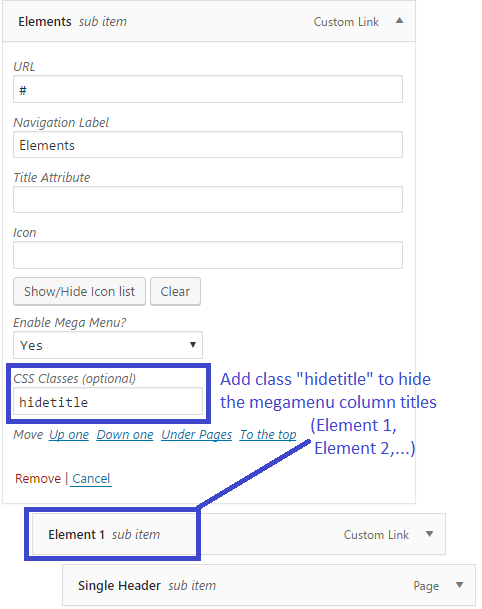 Elements sub item Custom Link
URL
#
Navigation Label
Elements
Title Attribute
Icon
Show/Hide Icon list Clear
Enable Mega Menu?
Yes
CSS Classes (optional)
hidetitle
Add class "hidetitle" to hide
the megamenu column titles
(Element 1,
Element 2,...)
Move Up one Down one Under Pages To the top
Remove | Cancel
Element 1 sub item Custom Link
Single Header sub item Page